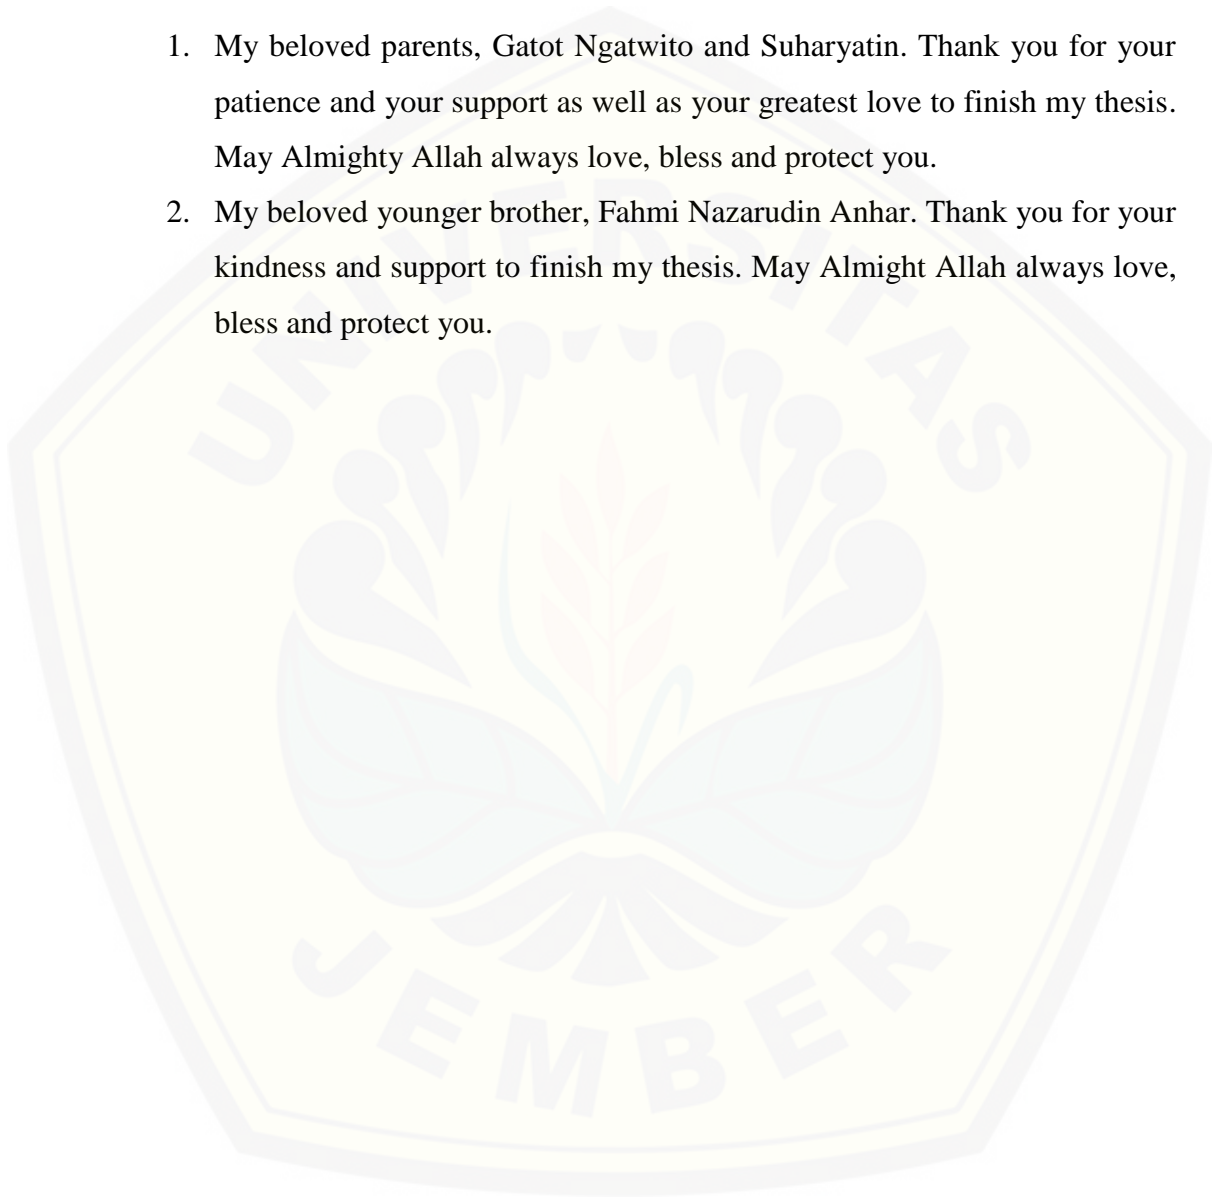 1. My beloved parents, Gatot Ngatwito and Suharyatin. Thank you for your
patience and your support as well as your greatest love to finish my thesis.
May Almighty Allah always love, bless and protect you.
2. My beloved younger brother, Fahmi Nazarudin Anhar. Thank you for your
kindness and support to finish my thesis. May Almight Allah always love,
bless and protect you.
UNIVERSITAS
JEMBER